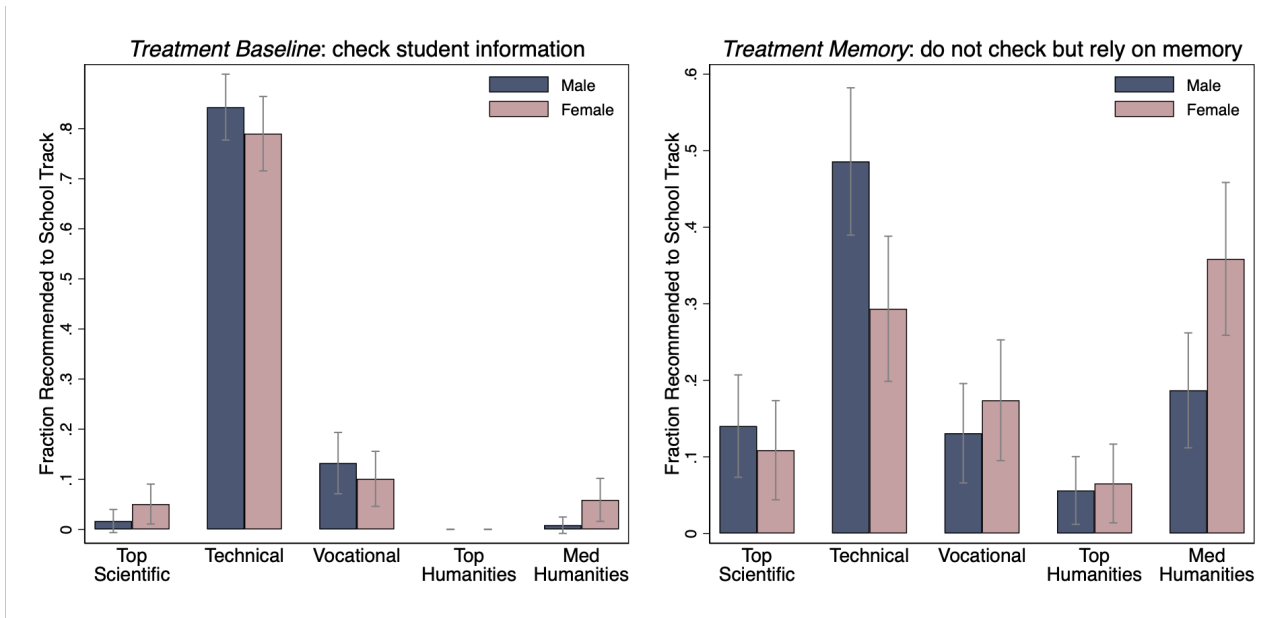 Treatment Baseline: check student information
Male
Female
Fraction Recommended to School Track
.8
.7
.6
.5
.4
.3
.2
.1
0
Top Scientific
Technical
Vocational
Top Humanities
Med Humanities
Treatment Memory: do not check but rely on memory
Male
Female
Fraction Recommended to School Track
.6
.5
.4
.3
.2
.1
0
Top Scientific
Technical
Vocational
Top Humanities
Med Humanities